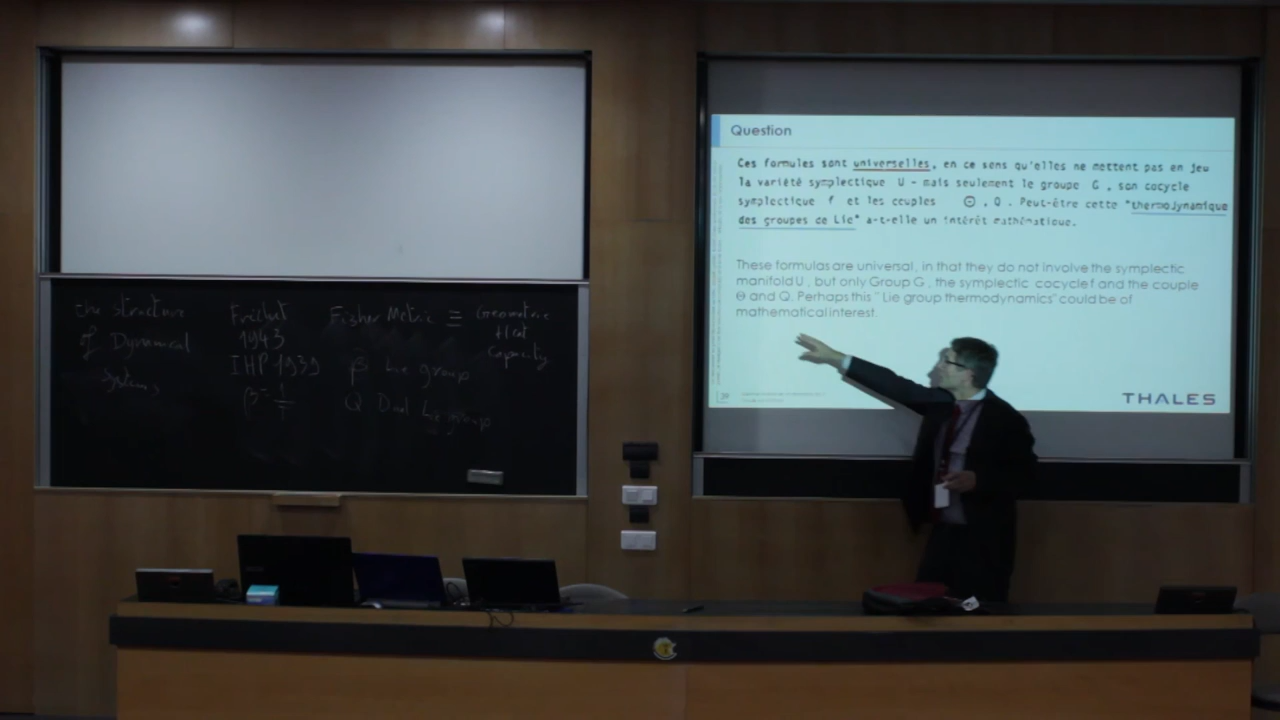 the structure
of Dynamical
Systems
Fréchet
1943
IHP 1939
β = 1/T
Fisher Metric ≡ Geometric
Heat
Capacity
β Lie group
Q Dual Lie group
Question
Ces formules sont universelles, en ce sens qu'elles ne mettent pas en jeu
la variété symplectique U - mais seulement le groupe G, son cocycle
symplectique f et les couples Θ, Q. Peut-être cette "thermodynamique
des groupes de Lie" a-t-elle un intérêt mathématique.
These formulas are universal, in that they do not involve the symplectic
manifold U, but only Group G, the symplectic cocycle f and the couple
Θ and Q. Perhaps this "Lie group thermodynamics" could be of
mathematical interest.
THALES